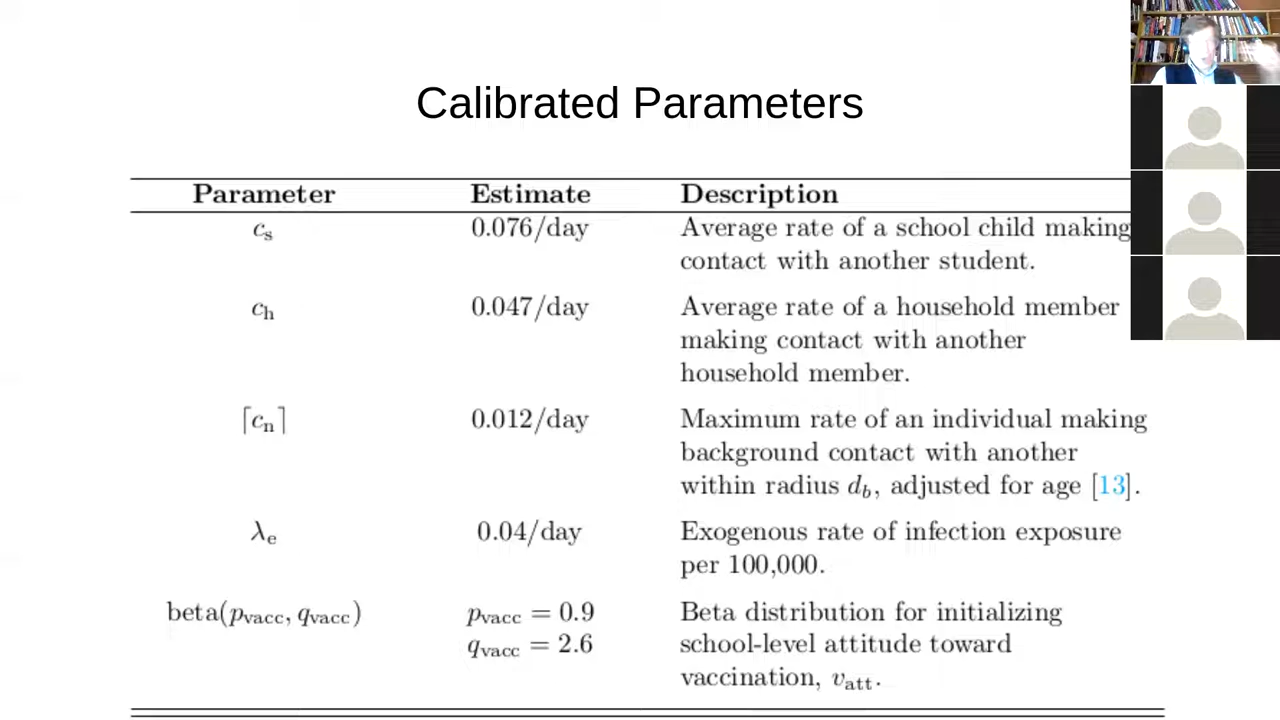 Calibrated Parameters
Parameter Estimate Description
c_s 0.076/day Average rate of a school child making
contact with another student.
c_h 0.047/day Average rate of a household member
making contact with another
household member.
⌈c_n⌉ 0.012/day Maximum rate of an individual making
background contact with another
within radius d_b, adjusted for age [13].
λ_e 0.04/day Exogenous rate of infection exposure
per 100,000.
beta(p_vacc, q_vacc) p_vacc = 0.9 Beta distribution for initializing
q_vacc = 2.6 school-level attitude toward
vaccination, v_att.